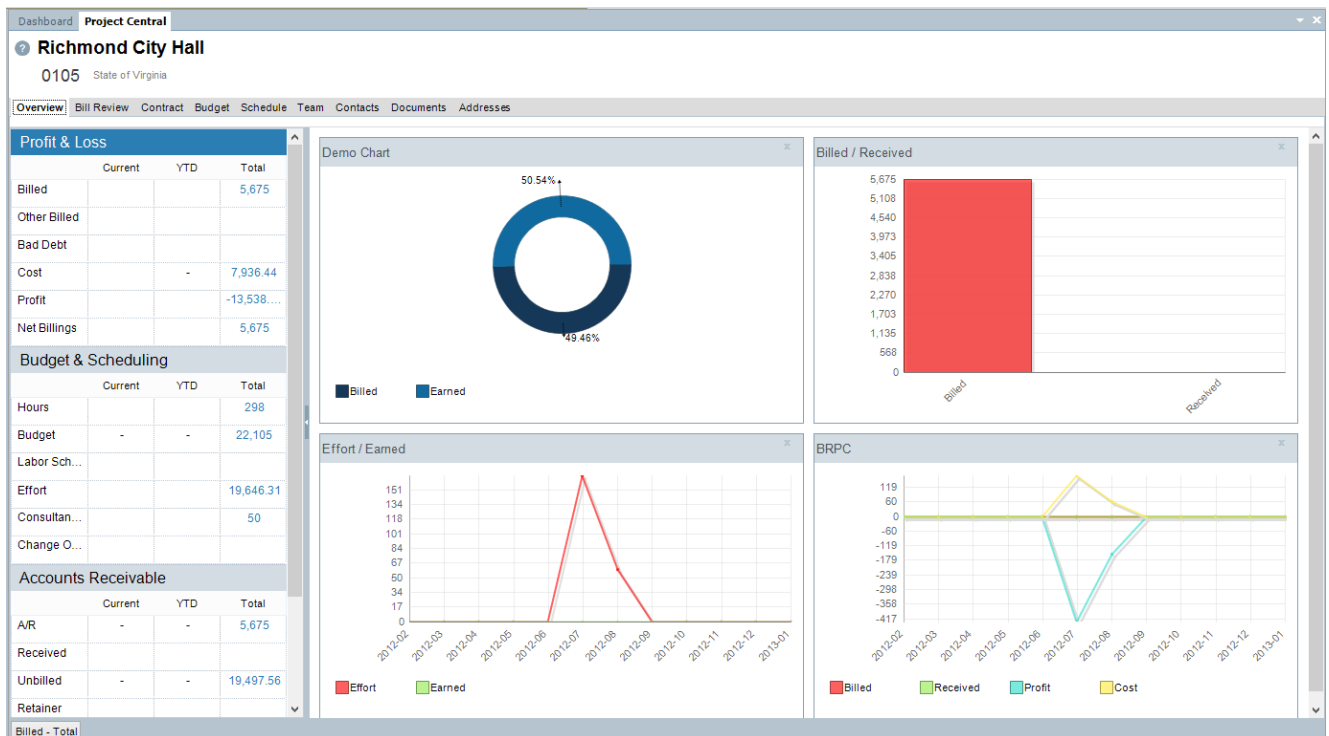 Dashboard Project Central
Richmond City Hall
0105 State of Virginia
Overview Bill Review Contract Budget Schedule Team Contacts Documents Addresses
Profit & Loss
Current YTD Total
Billed 5,675
Other Billed
Bad Debt
Cost - 7,936.44
Profit -13,538....
Net Billings 5,675
Budget & Scheduling
Current YTD Total
Hours 298
Budget - - 22,105
Labor Sch...
Effort 19,646.31
Consultan... 50
Change O...
Accounts Receivable
Current YTD Total
A/R - - 5,675
Received
Unbilled - - 19,497.56
Retainer
Billed - Total
Demo Chart
50.54%
49.46%
Billed Earned
Billed / Received
5,675
5,108
4,540
3,973
3,405
2,838
2,270
1,703
1,135
568
0
Billed Received
Effort / Earned
151
134
118
101
84
67
50
34
17
0
2012-02 2012-03 2012-04 2012-05 2012-06 2012-07 2012-08 2012-09 2012-10 2012-11 2012-12 2013-01
Effort Earned
BRPC
119
60
0
-60
-119
-179
-239
-298
-358
-417
2012-02 2012-03 2012-04 2012-05 2012-06 2012-07 2012-08 2012-09 2012-10 2012-11 2012-12 2013-01
Billed Received Profit Cost